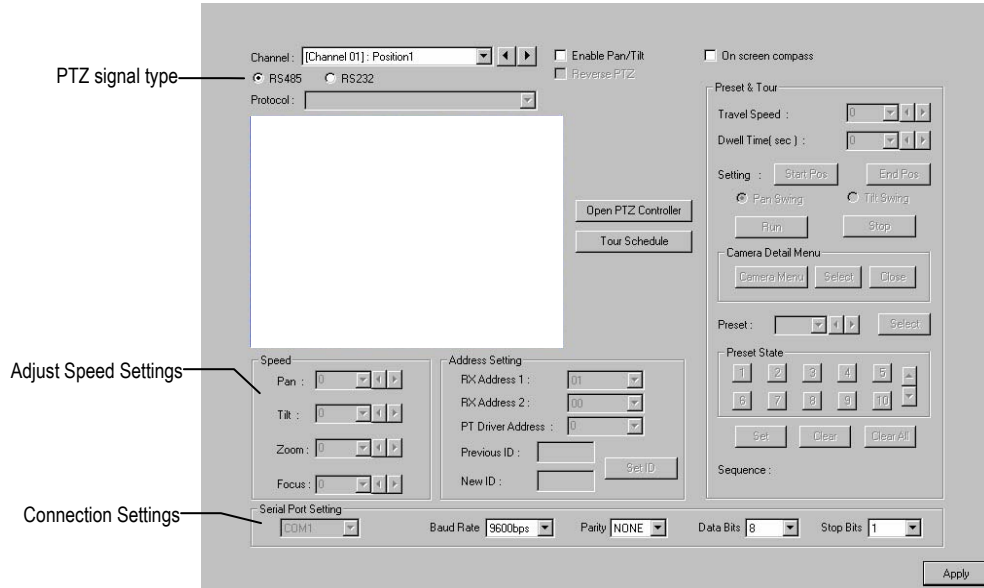 Channel : [Channel 01] : Position1 Enable Pan/Tilt On screen compass
PTZ signal type RS485 RS232 Reverse PTZ
Protocol :
Preset & Tour
Travel Speed : 0
Dwell Time( sec ) : 0
Setting : Start Pos End Pos
Pan Swing Tilt Swing
Open PTZ Controller
Run Stop
Tour Schedule
Camera Detail Menu
Camera Menu Select Close
Preset : Select
Preset State
1 2 3 4 5
6 7 8 9 10
Set Clear Clear All
Sequence :
Adjust Speed Settings
Speed
Pan : 0
Tilt : 0
Zoom : 0
Focus : 0
Address Setting
RX Address 1 : 01
RX Address 2 : 00
PT Driver Address : 0
Previous ID :
New ID :
Set ID
Connection Settings
Serial Port Setting
COM1 Baud Rate 9600bps Parity NONE Data Bits 8 Stop Bits 1
Apply